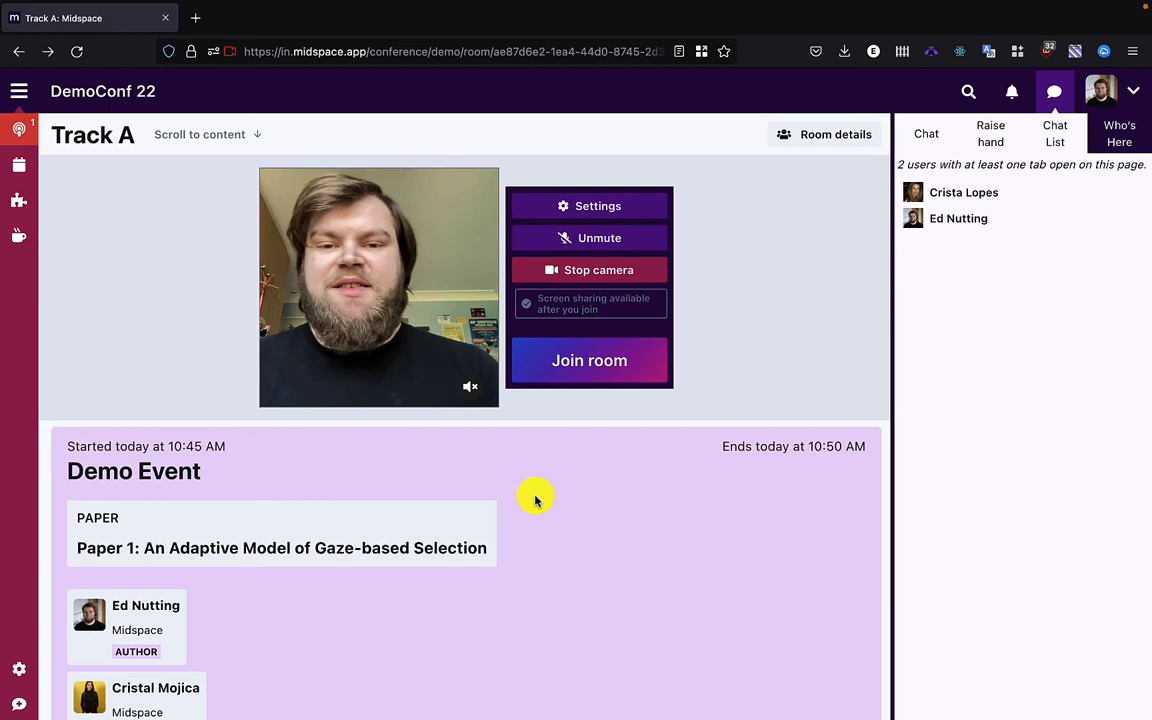 Track A: Midspace
https://in.midspace.app/conference/demo/room/ae87d6e2-1ea4-44d0-8745-2d3
32
DemoConf 22
1
Track A
Scroll to content
Room details
Chat
Raise
hand
Chat
List
Who's
Here
2 users with at least one tab open on this page.
Crista Lopes
Ed Nutting
Settings
Unmute
Stop camera
Screen sharing available
after you join
Join room
Started today at 10:45 AM
Ends today at 10:50 AM
Demo Event
PAPER
Paper 1: An Adaptive Model of Gaze-based Selection
Ed Nutting
Midspace
AUTHOR
Cristal Mojica
Midspace